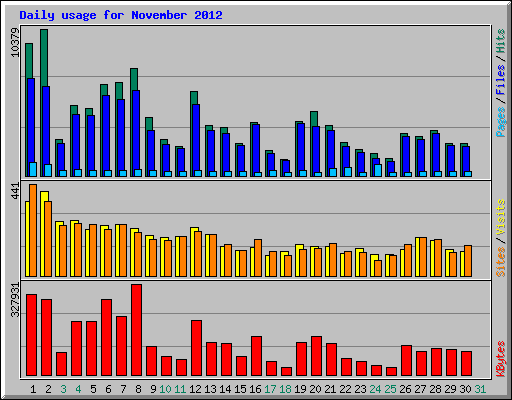 Daily usage for November 2012
10379
Pages / Files / Hits
441
Sites / Visits
327931
KBytes
1 2 3 4 5 6 7 8 9 10 11 12 13 14 15 16 17 18 19 20 21 22 23 24 25 26 27 28 29 30 31